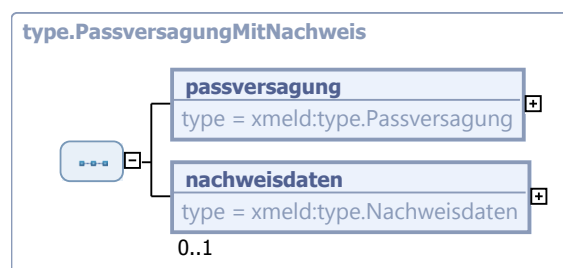 type.PassversagungMitNachweis
passversagung
type = xmeld:type.Passversagung
nachweisdaten
type = xmeld:type.Nachweisdaten
0..1